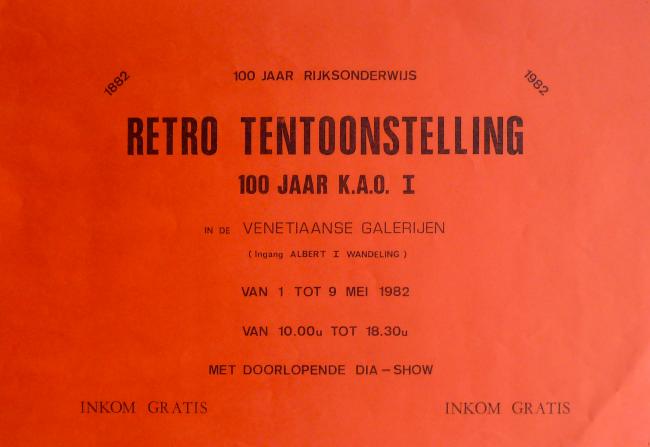 1882
100 JAAR RIJKSONDERWIJS
1982
RETRO TENTOONSTELLING
100 JAAR K.A.O. I
IN DE VENETIAANSE GALERIJEN
( Ingang ALBERT I WANDELING )
VAN 1 TOT 9 MEI 1982
VAN 10.00u TOT 18.30u
MET DOORLOPENDE DIA – SHOW
INKOM GRATIS
INKOM GRATIS